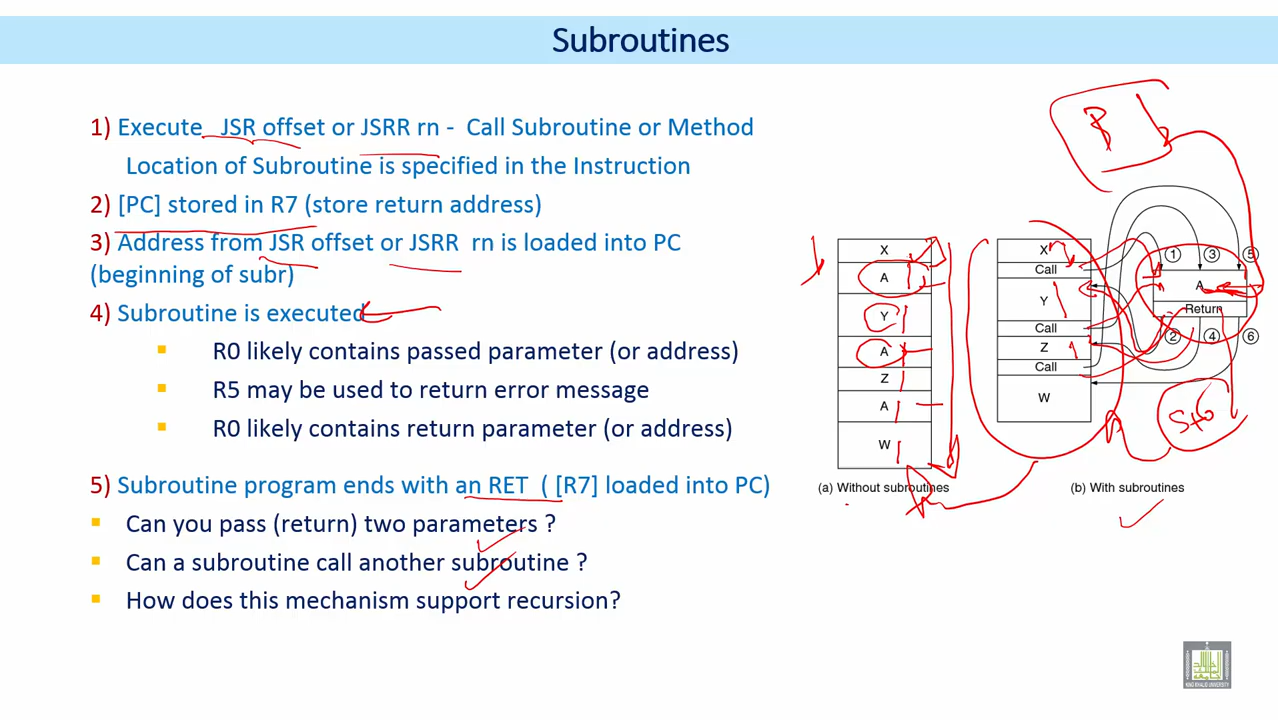 Subroutines
1) Execute JSR offset or JSRR rn - Call Subroutine or Method
Location of Subroutine is specified in the Instruction
2) [PC] stored in R7 (store return address)
3) Address from JSR offset or JSRR rn is loaded into PC
(beginning of subr)
4) Subroutine is executed
R0 likely contains passed parameter (or address)
R5 may be used to return error message
R0 likely contains return parameter (or address)
5) Subroutine program ends with an RET ( [R7] loaded into PC)
Can you pass (return) two parameters ?
Can a subroutine call another subroutine ?
How does this mechanism support recursion?
X
A
Y
A
Z
A
W
(a) Without subroutines
X
Call
Y
Call
Z
Call
W
1 3 5
A
Return
2 4 6
(b) With subroutines
KING KHALID UNIVERSITY